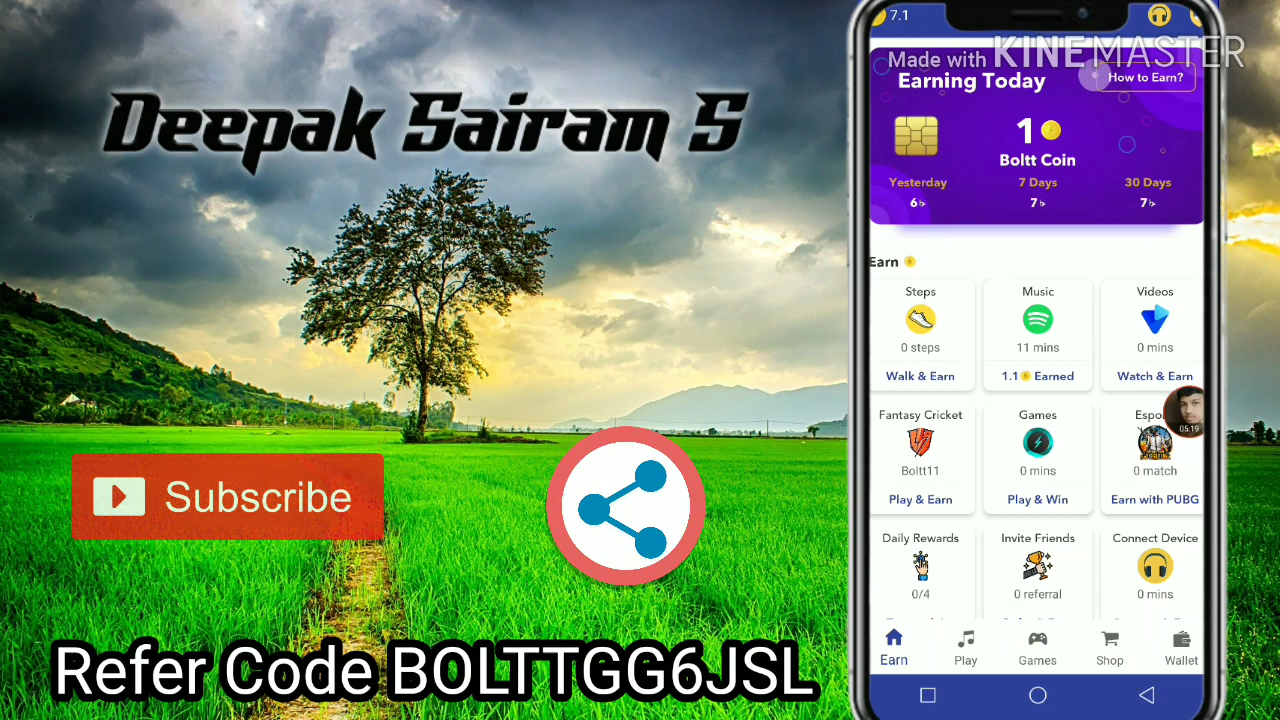 7.1
Made with KINEMASTER
Earning Today
How to Earn?
1
Boltt Coin
Yesterday 7 Days 30 Days
6 7 7
Earn
Steps Music Videos
0 steps 11 mins 0 mins
Walk & Earn 1.1 Earned Watch & Earn
Fantasy Cricket Games Espo
05:19
Boltt11 0 mins 0 match
Play & Earn Play & Win Earn with PUBG
Daily Rewards Invite Friends Connect Device
0/4 0 referral 0 mins
Earn Play Games Shop Wallet
Deepak Sairam S
Subscribe
Refer Code BOLTTGG6JSL